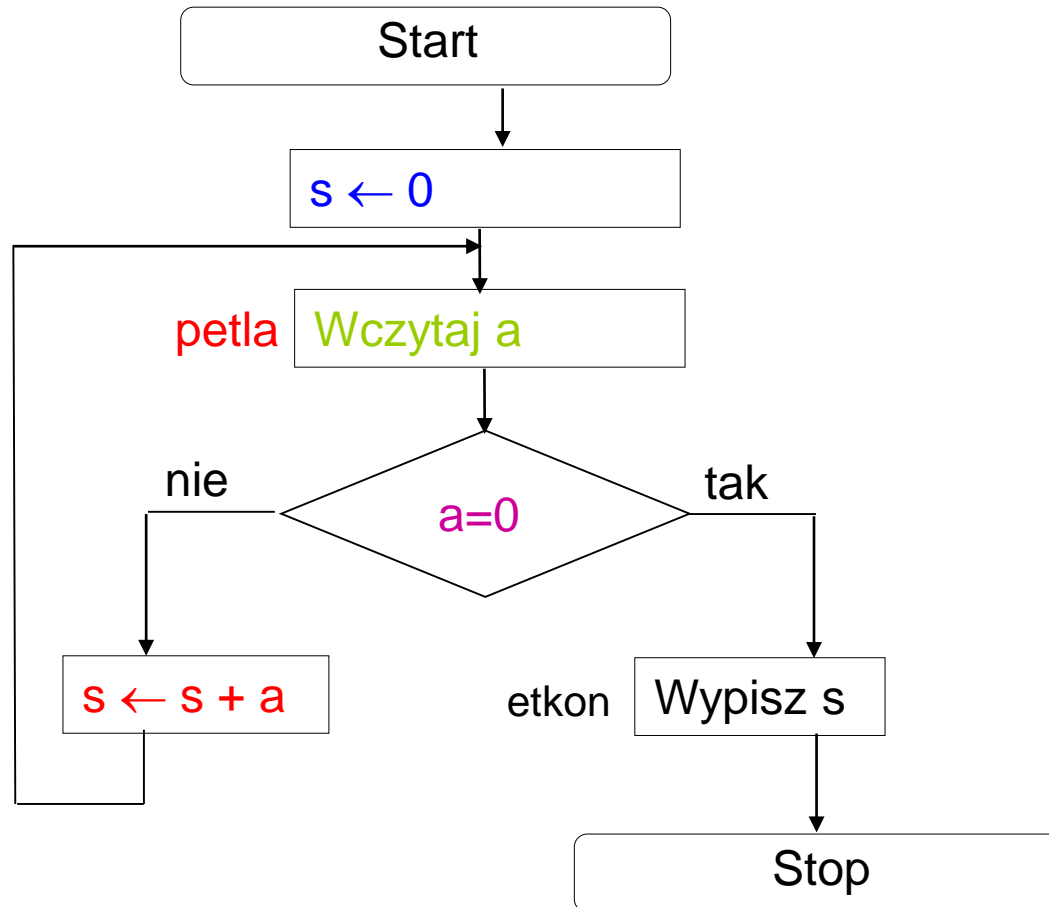 Start
s ← 0
petla
Wczytaj a
nie
a=0
tak
s ← s + a
etkon
Wypisz s
Stop